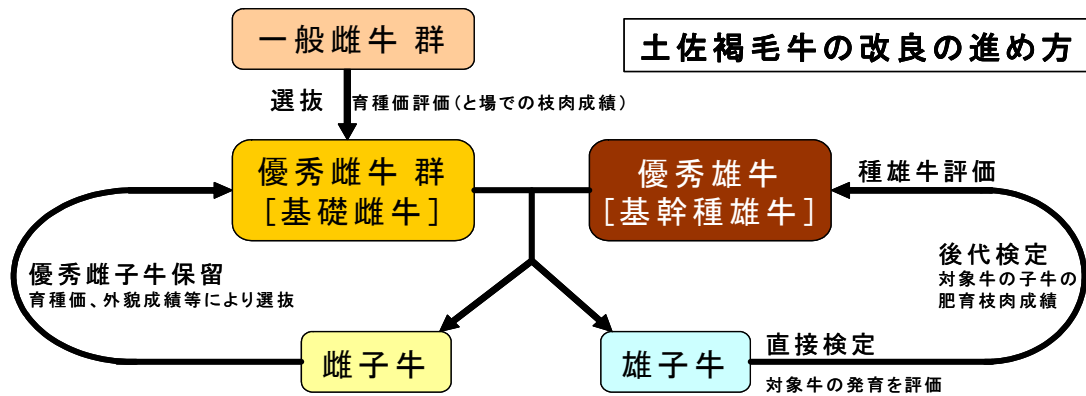 一般雌牛 群
土佐褐毛牛の改良の進め方
選抜
育種価評価(と場での枝肉成績)
優秀雌牛 群
[基礎雌牛]
優秀雄牛
[基幹種雄牛]
種雄牛評価
優秀雌子牛保留
育種価、外貌成績等により選抜
後代検定
対象牛の子牛の
肥育枝肉成績
雌子牛
雄子牛
直接検定
対象牛の発育を評価